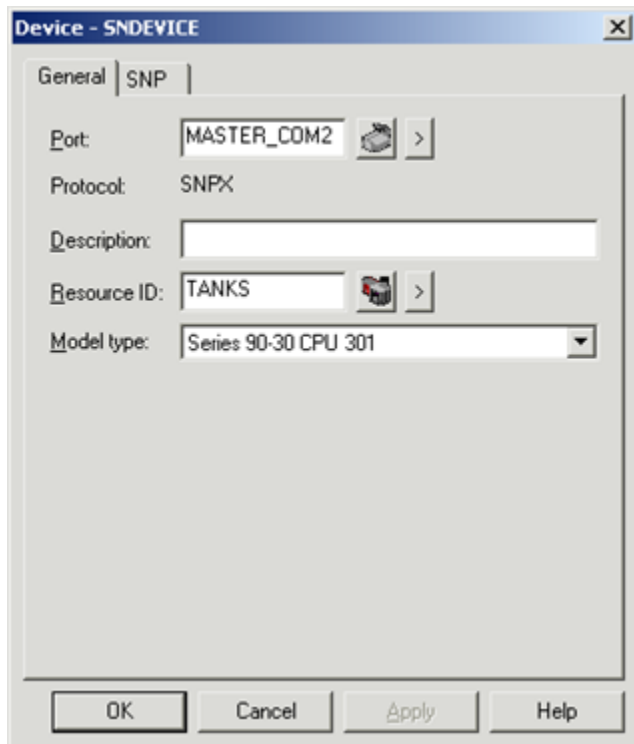 Device - SNDEVICE
General SNP
Port: MASTER_COM2 >
Protocol: SNPX
Description:
Resource ID: TANKS >
Model type: Series 90-30 CPU 301
OK Cancel Apply Help